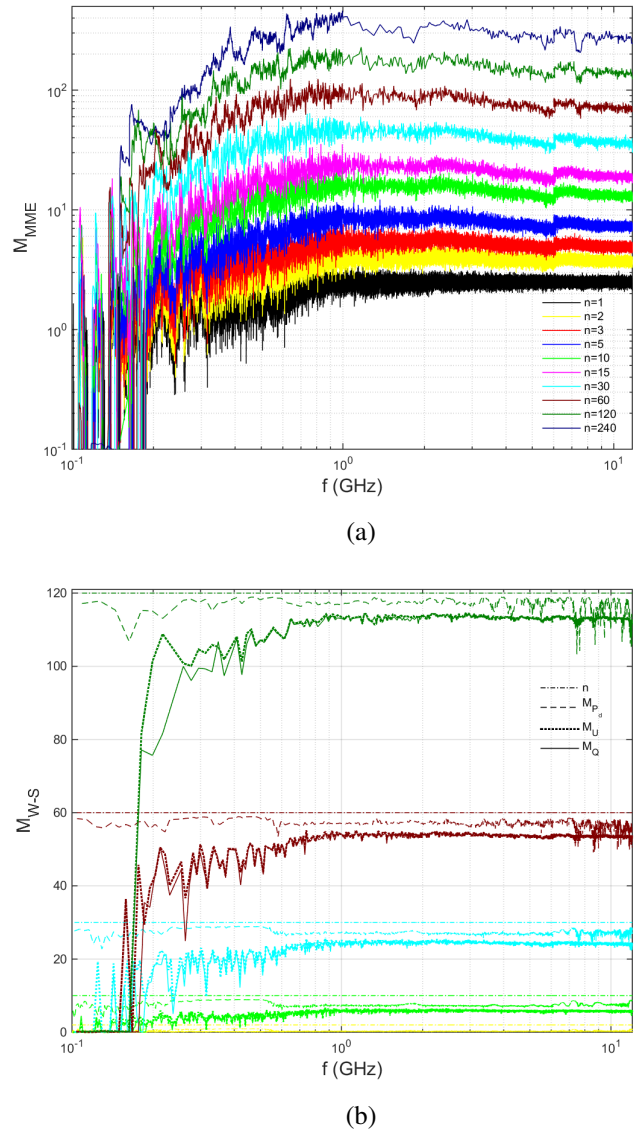 M_MME
10^2
10^1
10^0
10^-1
n=1
n=2
n=3
n=5
n=10
n=15
n=30
n=60
n=120
n=240
10^-1 10^0 10^1
f (GHz)
(a)
M_W-S
120
100
80
60
40
20
0
n
M_P_d
M_U
M_Q
10^-1 10^0 10^1
f (GHz)
(b)